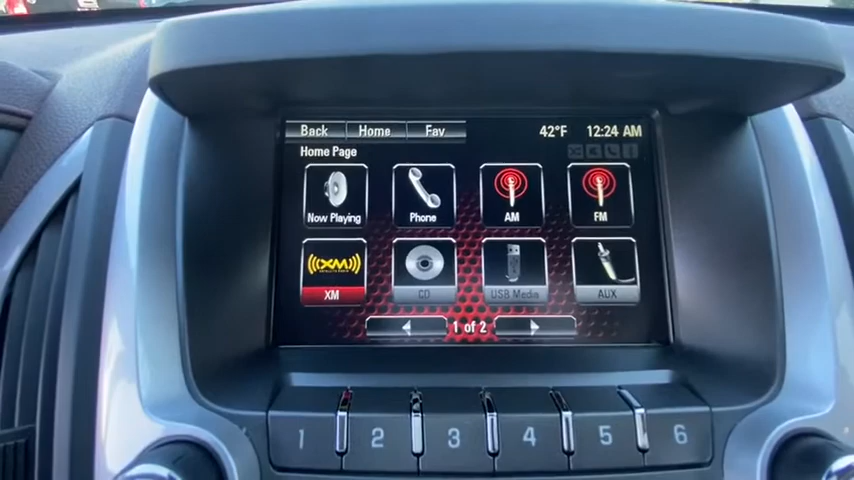 Back Home Fav 42°F 12:24 AM
Home Page
Now Playing Phone AM FM
XM
XM CD USB Media AUX
1 of 2
1 2 3 4 5 6